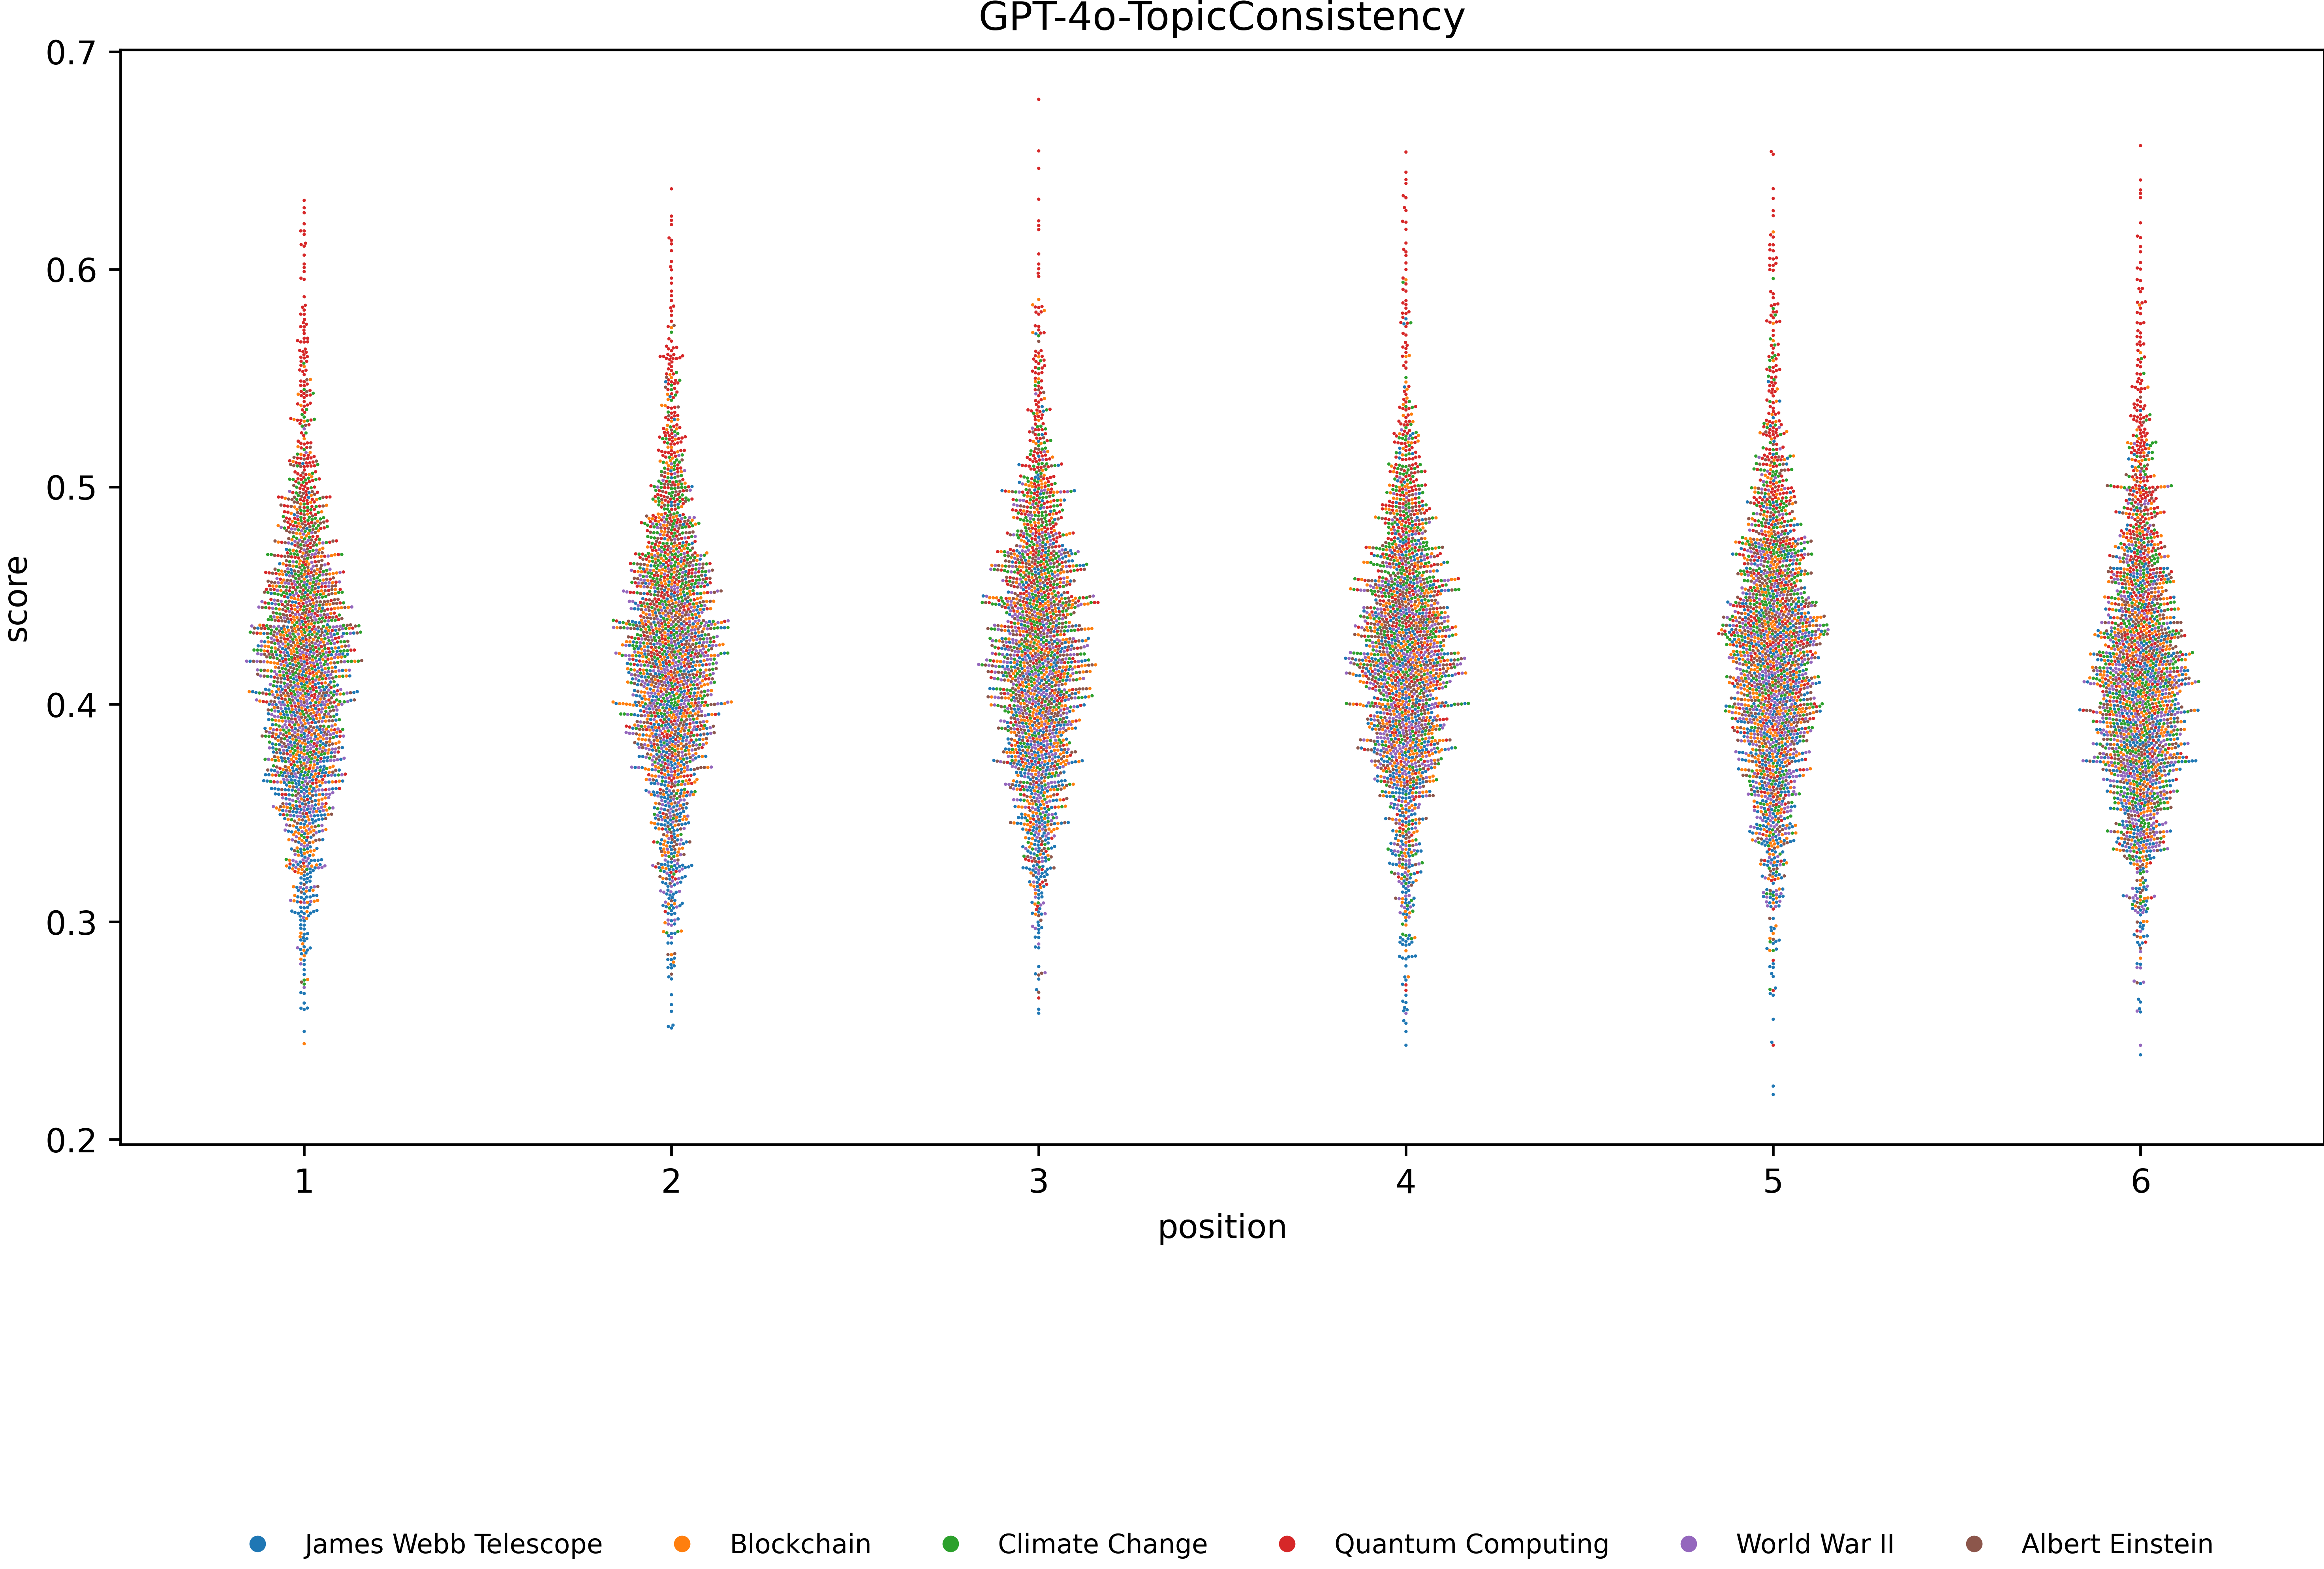 GPT-4o-TopicConsistency
0.7
0.6
0.5
0.4
0.3
0.2
score
1 2 3 4 5 6
position
James Webb Telescope Blockchain Climate Change Quantum Computing World War II Albert Einstein